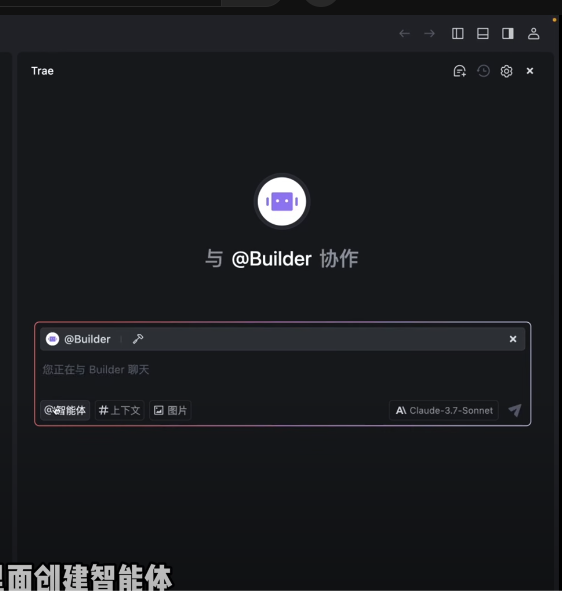 Trae
与 @Builder 协作
@Builder
您正在与 Builder 聊天
@智能体 # 上下文 图片 Claude-3.7-Sonnet
里面创建智能体